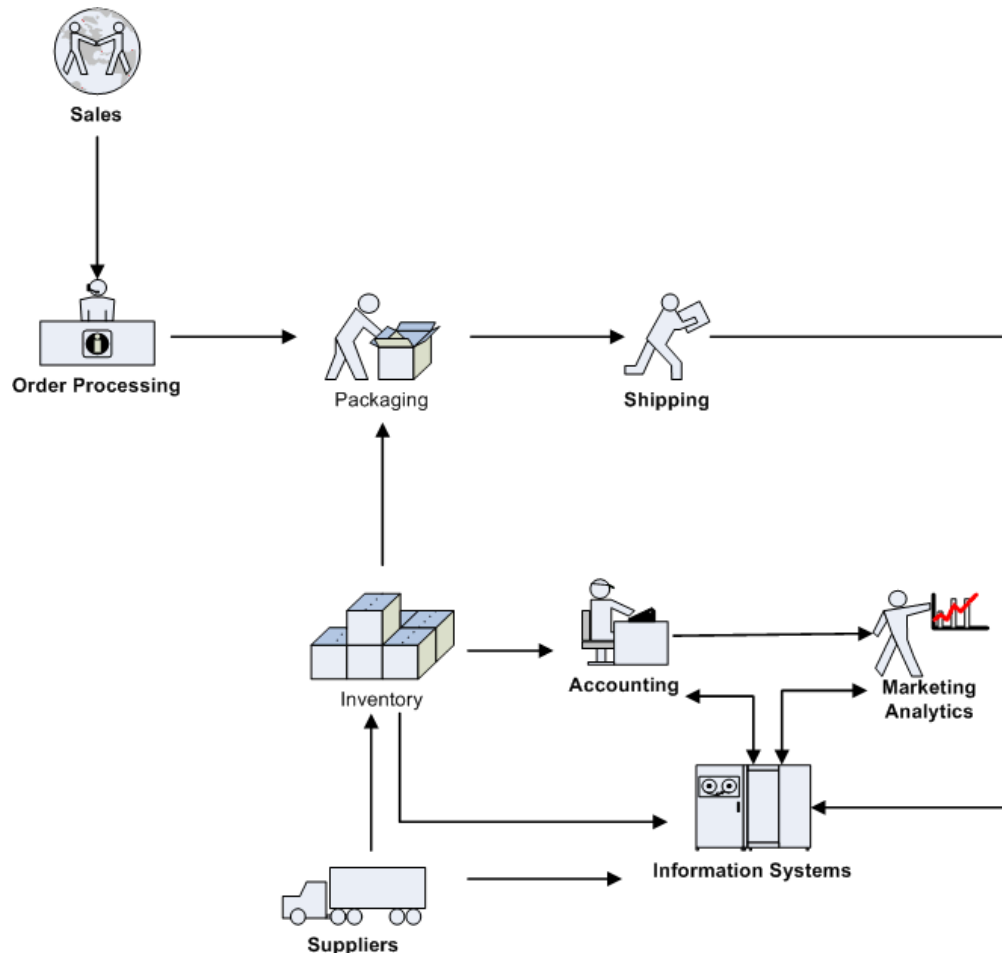 Sales
Order Processing
Packaging
Shipping
Inventory
Accounting
Marketing
Analytics
Information Systems
Suppliers